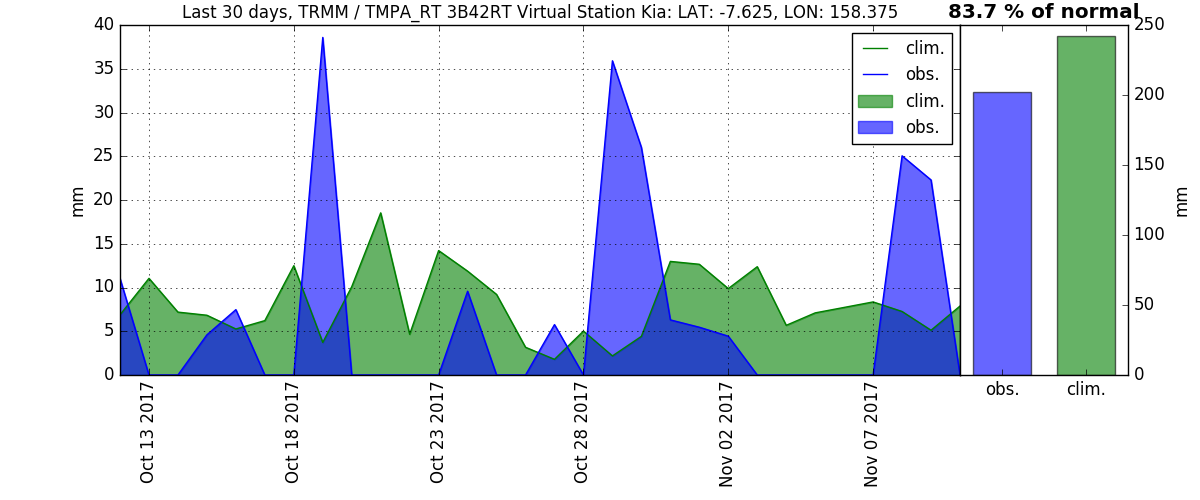 Last 30 days, TRMM / TMPA_RT 3B42RT Virtual Station Kia: LAT: -7.625, LON: 158.375
83.7 % of normal
40
35
30
25
20
15
10
5
0
mm
clim.
obs.
clim.
obs.
Oct 13 2017
Oct 18 2017
Oct 23 2017
Oct 28 2017
Nov 02 2017
Nov 07 2017
250
200
150
100
50
0
mm
obs.
clim.